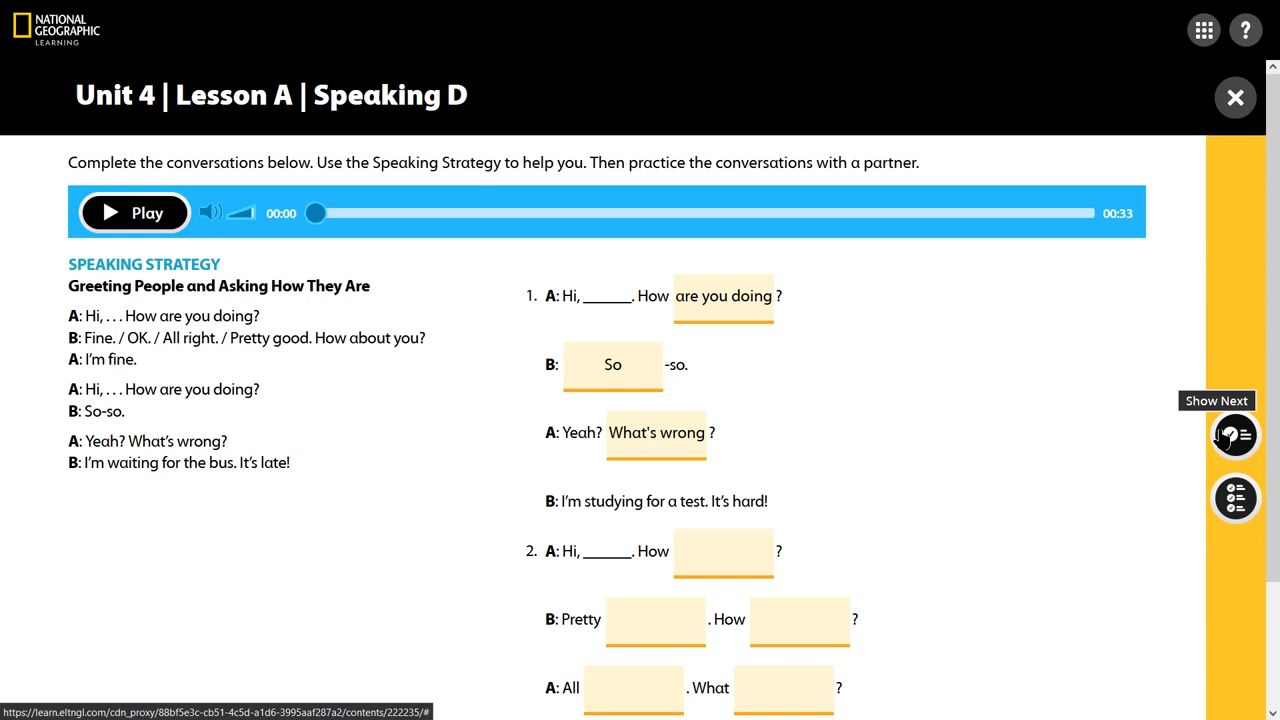 NATIONAL
GEOGRAPHIC
LEARNING
?
Unit 4 | Lesson A | Speaking D
Complete the conversations below. Use the Speaking Strategy to help you. Then practice the conversations with a partner.
Play 00:00 00:33
SPEAKING STRATEGY
Greeting People and Asking How They Are
A: Hi, . . . How are you doing?
B: Fine. / OK. / All right. / Pretty good. How about you?
A: I'm fine.
A: Hi, . . . How are you doing?
B: So-so.
A: Yeah? What's wrong?
B: I'm waiting for the bus. It's late!
1. A: Hi, ______. How are you doing ?
B: So -so.
A: Yeah? What's wrong ?
B: I'm studying for a test. It's hard!
2. A: Hi, ______. How ?
B: Pretty . How ?
A: All . What ?
Show Next
https://learn.eltngl.com/cdn_proxy/88bf5e3c-cb51-4c5d-a1d6-3995aaf287a2/contents/222235/#